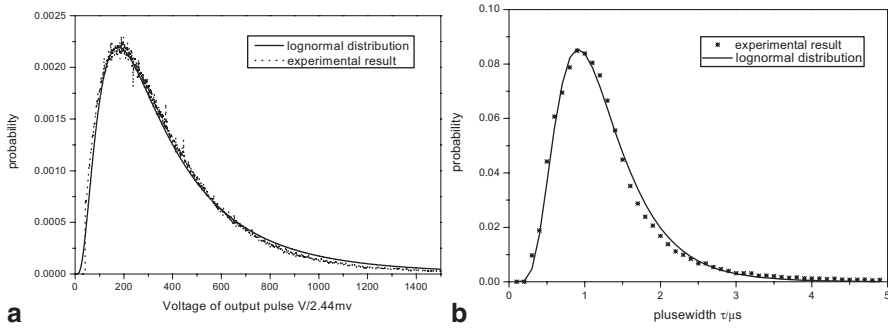 0.0025
0.0020
0.0015
0.0010
0.0005
0.0000
probability
lognormal distribution
experimental result
0 200 400 600 800 1000 1200 1400
Voltage of output pulse V/2.44mv
a
0.10
0.08
0.06
0.04
0.02
0.00
probability
experimental result
lognormal distribution
0 1 2 3 4 5
plusewidth τ/μs
b